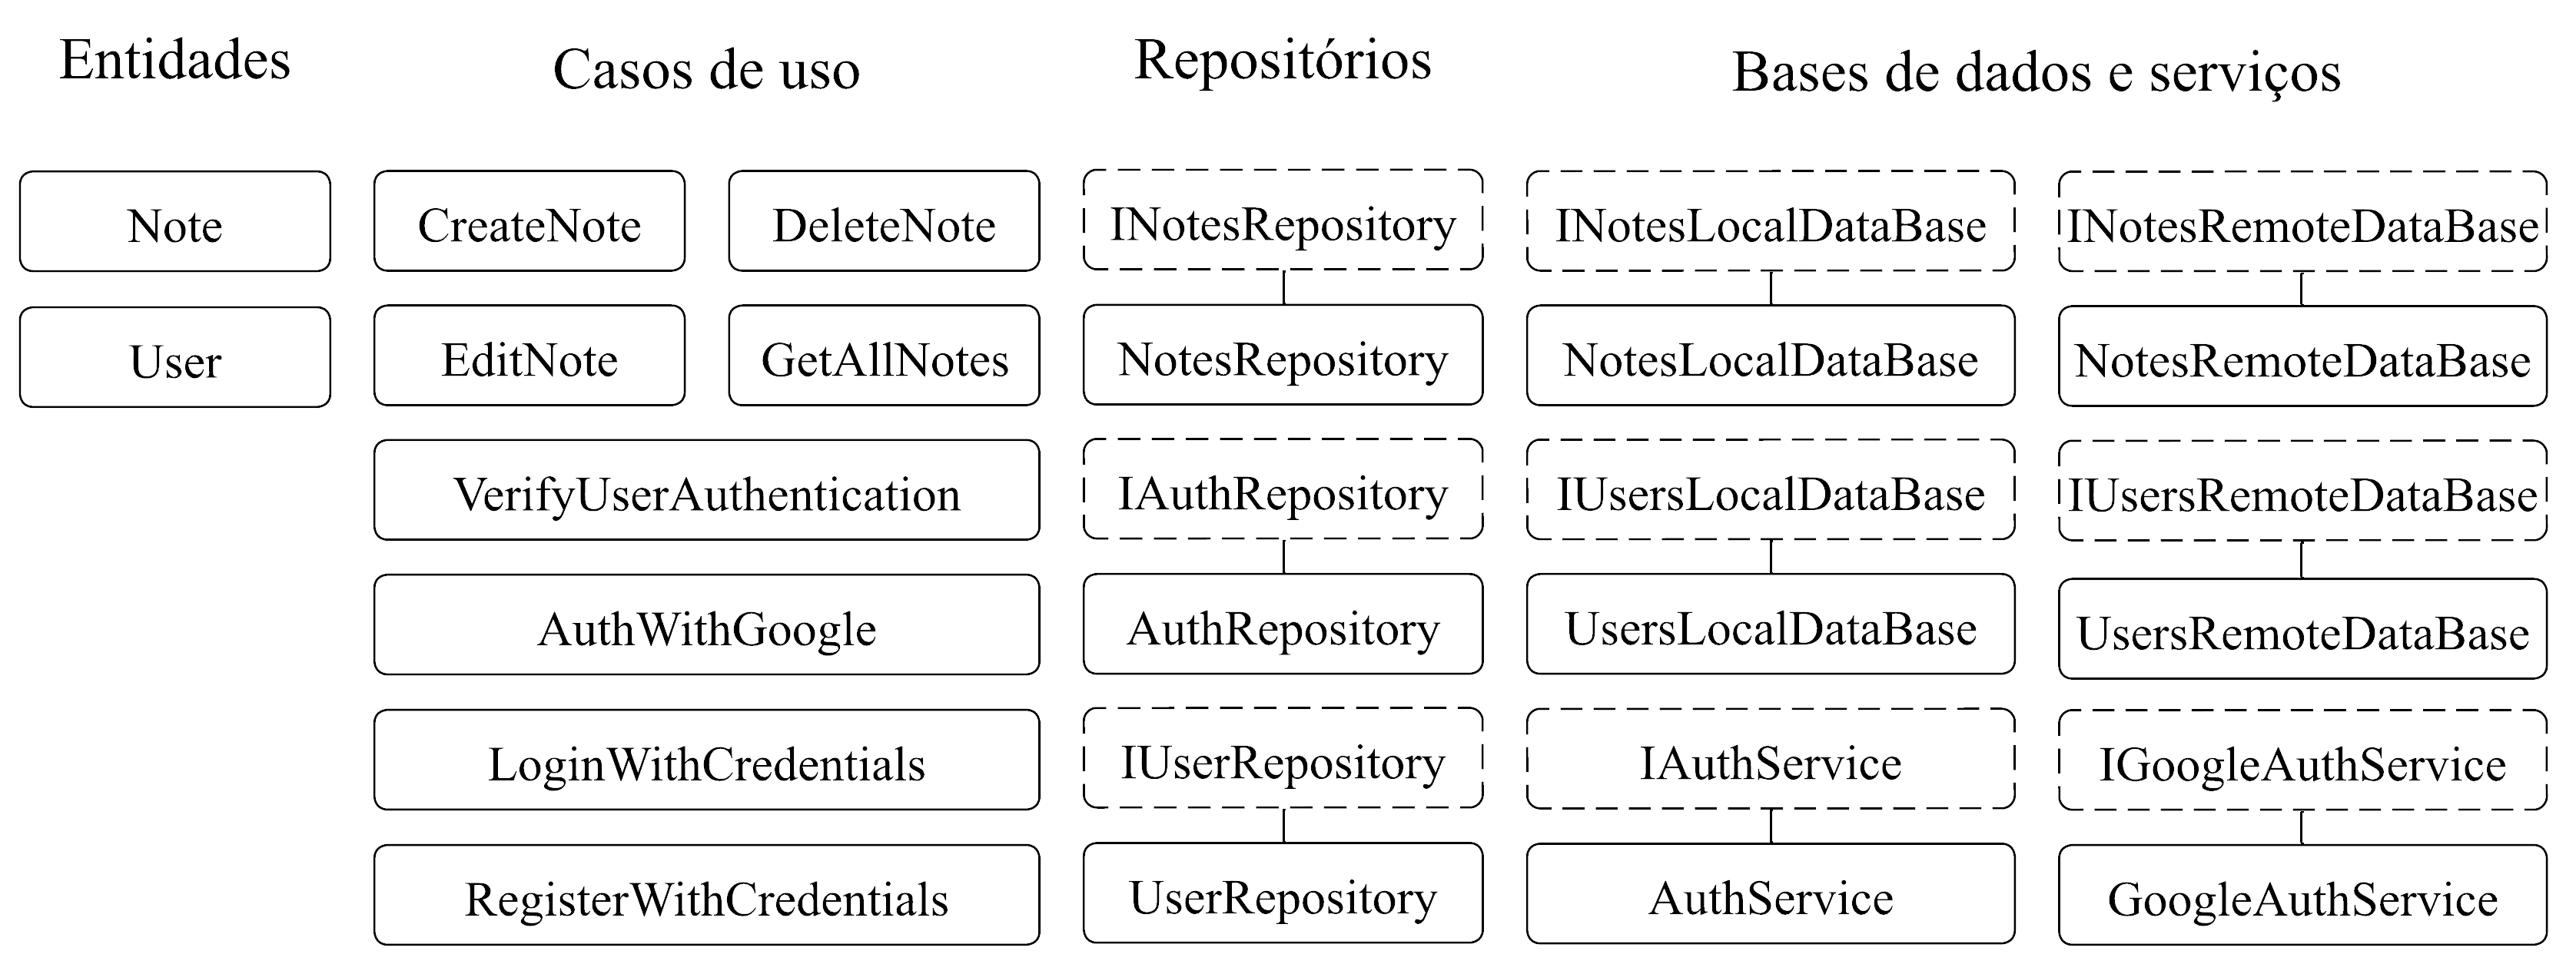 Entidades
Casos de uso
Repositórios
Bases de dados e serviços
Note
CreateNote
DeleteNote
INotesRepository
INotesLocalDataBase
INotesRemoteDataBase
User
EditNote
GetAllNotes
NotesRepository
NotesLocalDataBase
NotesRemoteDataBase
VerifyUserAuthentication
IAuthRepository
IUsersLocalDataBase
IUsersRemoteDataBase
AuthWithGoogle
AuthRepository
UsersLocalDataBase
UsersRemoteDataBase
LoginWithCredentials
IUserRepository
IAuthService
IGoogleAuthService
RegisterWithCredentials
UserRepository
AuthService
GoogleAuthService